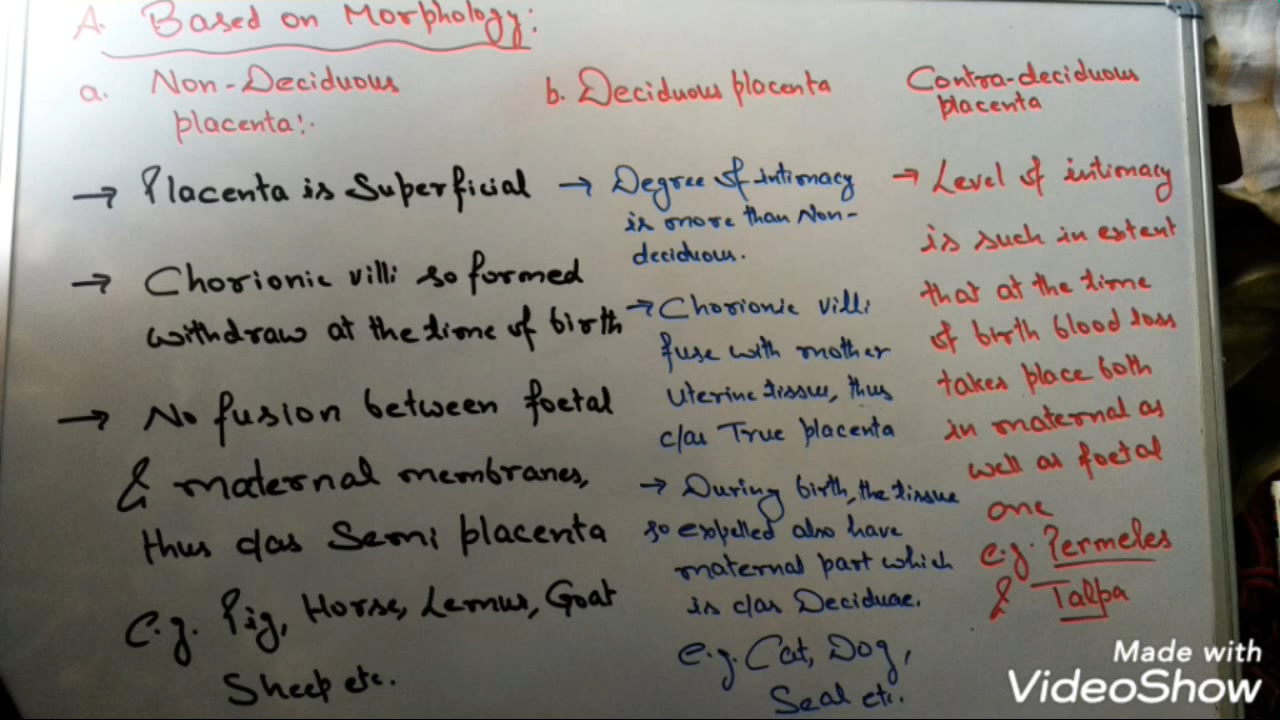 A. Based on Morphology:
a. Non-Deciduous
placenta:-
→ Placenta is Superficial
→ Chorionic villi so formed
withdraw at the time of birth
→ No fusion between foetal
& maternal membranes,
thus c/as Semi placenta
e.g. Pig, Horse, Lemur, Goat
Sheep etc.
b. Deciduous placenta
→ Degree of intimacy
is more than Non-
deciduous.
→ Chorionic villi
fuse with mother
Uterine tissue, thus
c/as True placenta
→ During birth, the tissue
so expelled also have
maternal part which
is c/as Deciduae.
e.g. Cat, Dog,
Seal etc.
Contra-deciduous
placenta
→ Level of intimacy
is such in extent
that at the time
of birth blood loss
takes place both
in maternal as
well as foetal
one
e.g. Permeles
& Talpa
Made with
VideoShow